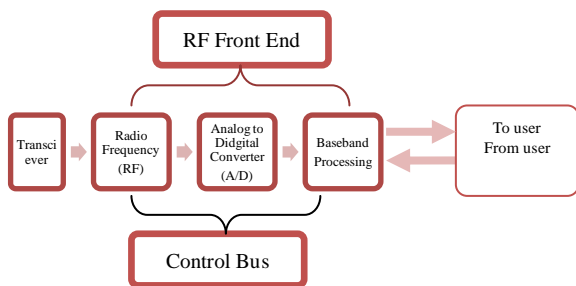 RF Front End
Transci
ever
Radio
Frequency
(RF)
Analog to
Didgital
Converter
(A/D)
Baseband
Processing
To user
From user
Control Bus